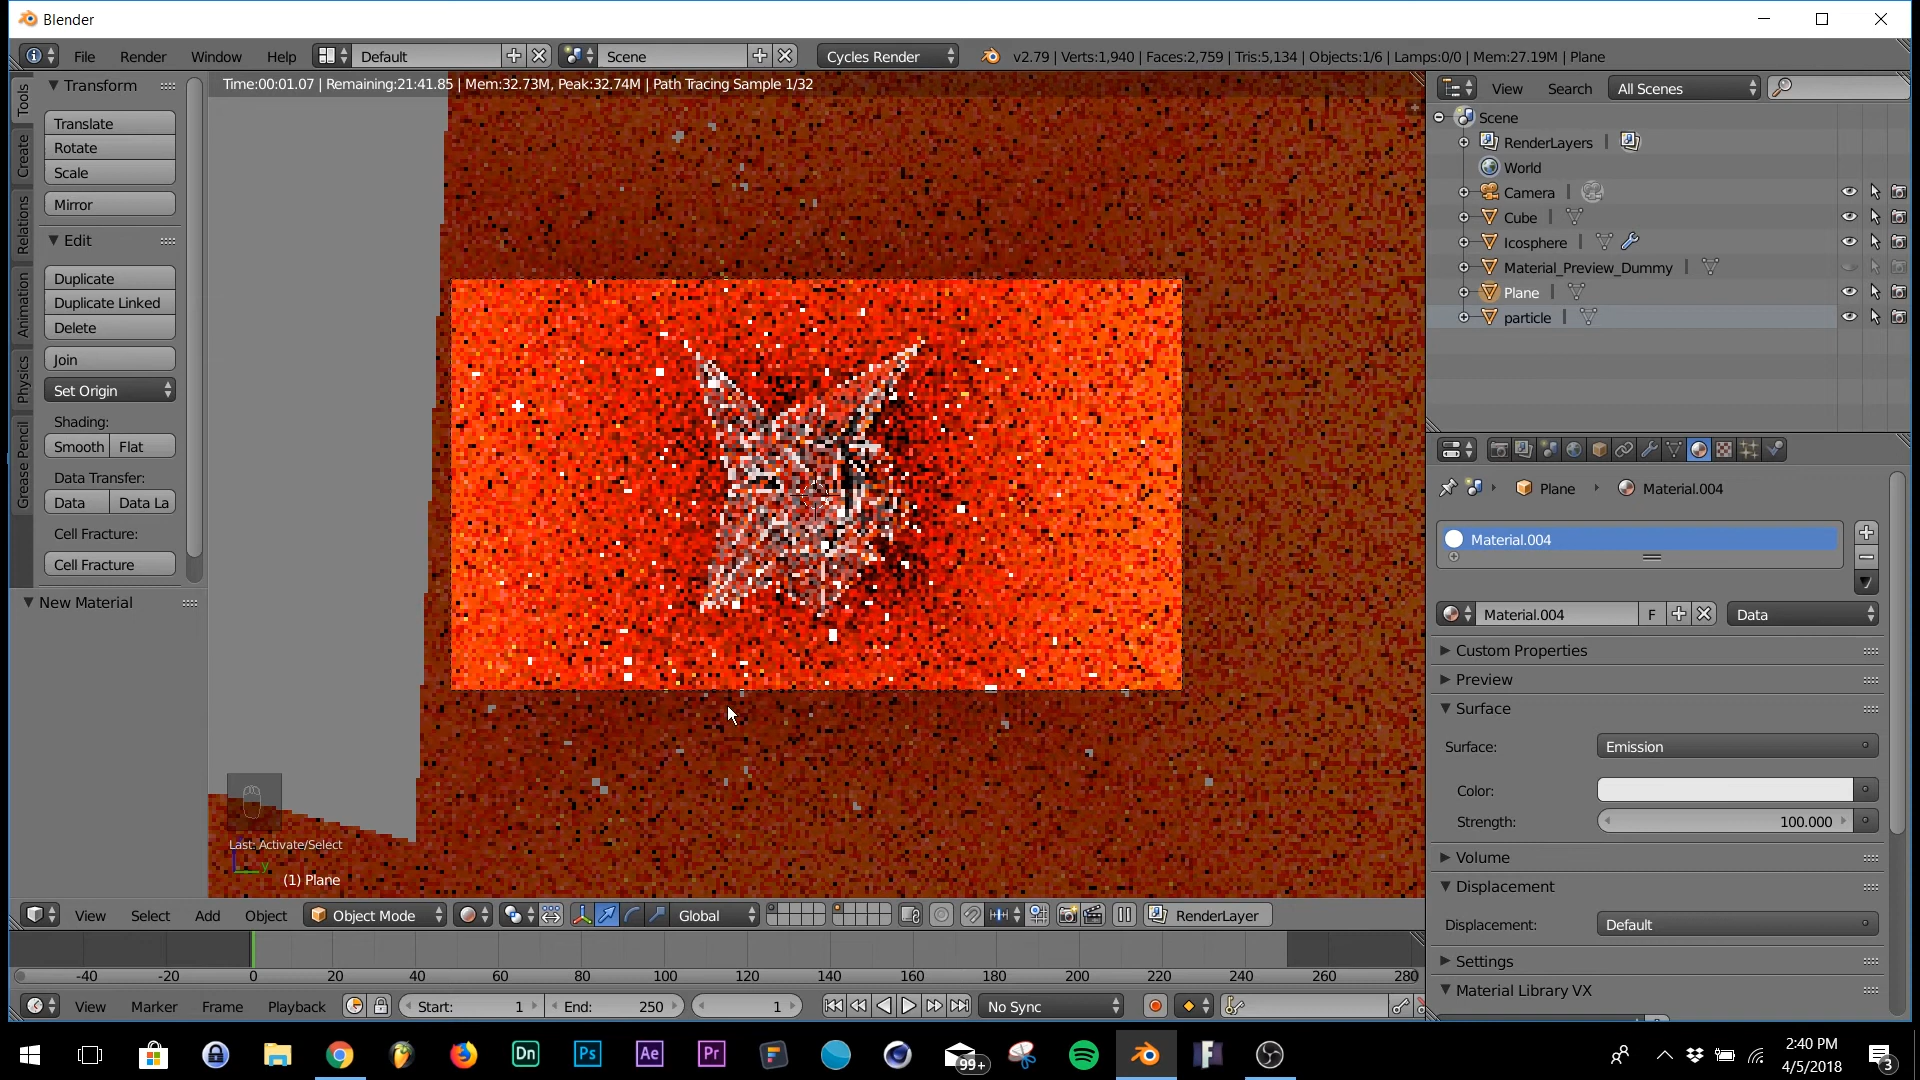 Blender
File Render Window Help Default Scene Cycles Render v2.79 | Verts:1,940 | Faces:2,759 | Tris:5,134 | Objects:1/6 | Lamps:0/0 | Mem:27.19M | Plane
Time:00:01.07 | Remaining:21:41.85 | Mem:32.73M, Peak:32.74M | Path Tracing Sample 1/32
Tools
Create
Relations
Animation
Physics
Grease Pencil
Transform
Translate
Rotate
Scale
Mirror
Edit
Duplicate
Duplicate Linked
Delete
Join
Set Origin
Shading:
Smooth Flat
Data Transfer:
Data Data La
Cell Fracture:
Cell Fracture
New Material
Last: Activate/Select
y
(1) Plane
View Select Add Object Object Mode Global RenderLayer
-40 -20 0 20 40 60 80 100 120 140 160 180 200 220 240 260 280
View Marker Frame Playback Start: 1 End: 250 1 No Sync
View Search All Scenes
Scene
RenderLayers
World
Camera
Cube
Icosphere
Material_Preview_Dummy
Plane
particle
Plane Material.004
Material.004
Material.004 F Data
Custom Properties
Preview
Surface
Surface: Emission
Color:
Strength: 100.000
Volume
Displacement
Displacement: Default
Settings
Material Library VX
Dn Ps Ae Pr 99+
2:40 PM
4/5/2018
3